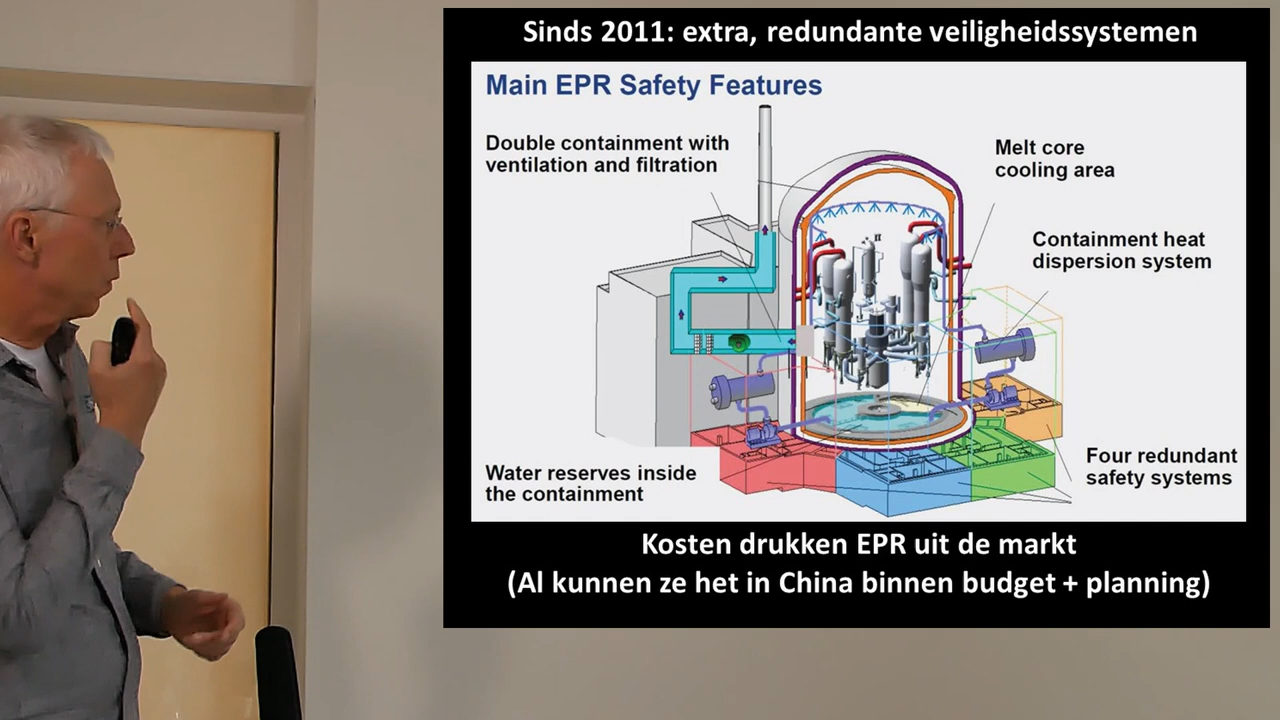 Sinds 2011: extra, redundante veiligheidssystemen
Main EPR Safety Features
Double containment with
ventilation and filtration
Melt core
cooling area
Containment heat
dispersion system
Water reserves inside
the containment
Four redundant
safety systems
Kosten drukken EPR uit de markt
(Al kunnen ze het in China binnen budget + planning)